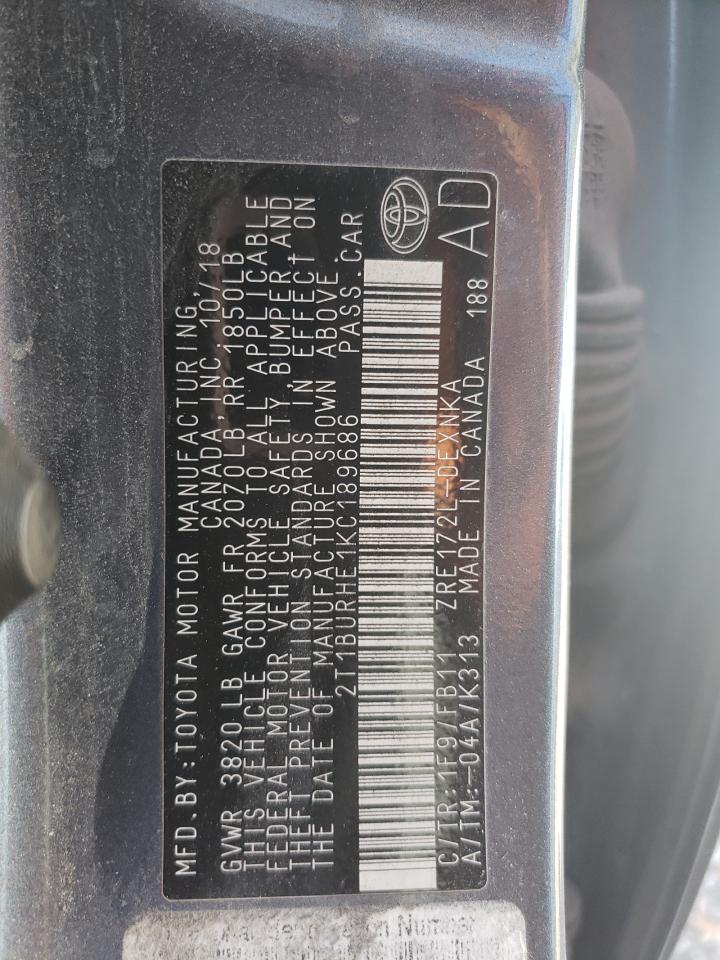 MFD.BY:TOYOTA MOTOR MANUFACTURING,
CANADA, INC. 10/18
GVWR 3820LB GAWR FR 2070LB, RR 1850LB
THIS VEHICLE CONFORMS TO ALL APPLICABLE
FEDERAL MOTOR VEHICLE SAFETY, BUMPER, AND
THEFT PREVENTION STANDARDS IN EFFECT ON
THE DATE OF MANUFACTURE SHOWN ABOVE.
2T1BURHE1KC189686 PASS.CAR
C/TR:1F9/FB11 ZRE172L-DEXNKA
A/TM:-04A/K313 MADE IN CANADA 188
AD
Number